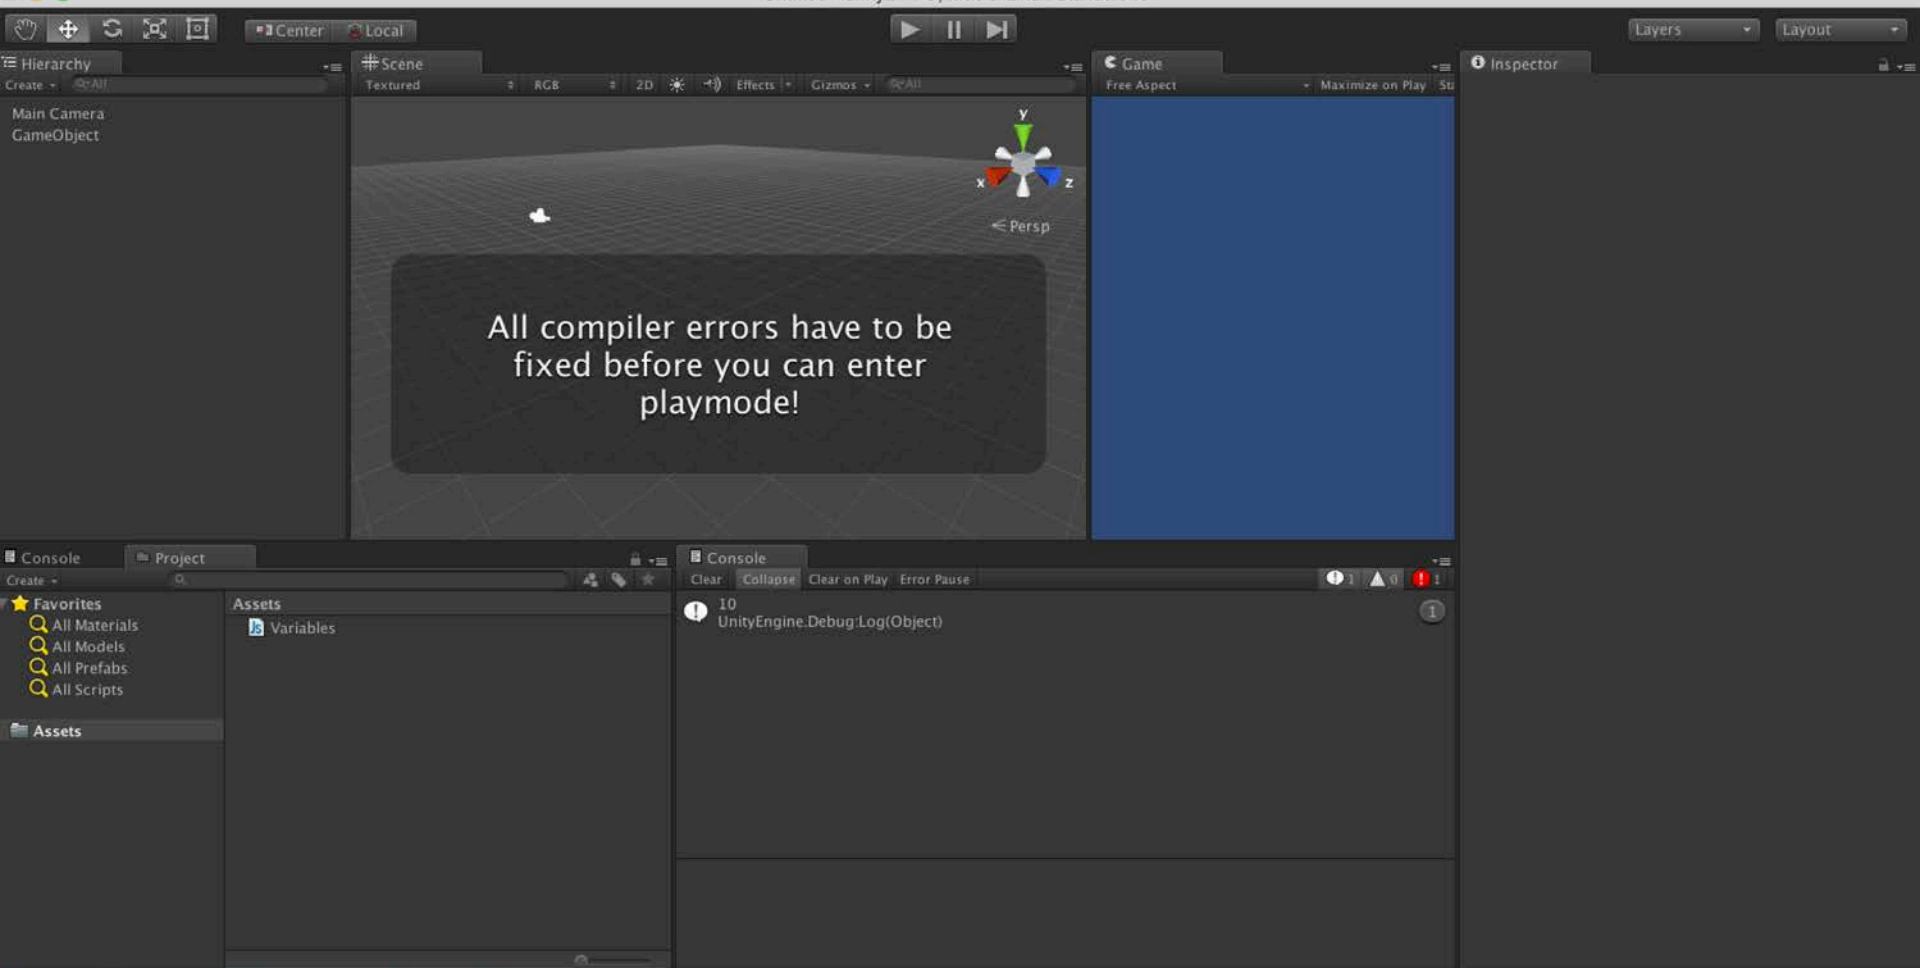 Center
Local
Layers
Layout
Hierarchy
Create
All
Main Camera
GameObject
Scene
Textured
RGB
2D
Effects
Gizmos
All
y
x
z
Persp
All compiler errors have to be
fixed before you can enter
playmode!
Game
Free Aspect
Maximize on Play
Inspector
Console
Project
Create
Favorites
All Materials
All Models
All Prefabs
All Scripts
Assets
Assets
Variables
Console
Clear
Collapse
Clear on Play
Error Pause
1
0
1
10
UnityEngine.Debug:Log(Object)
1